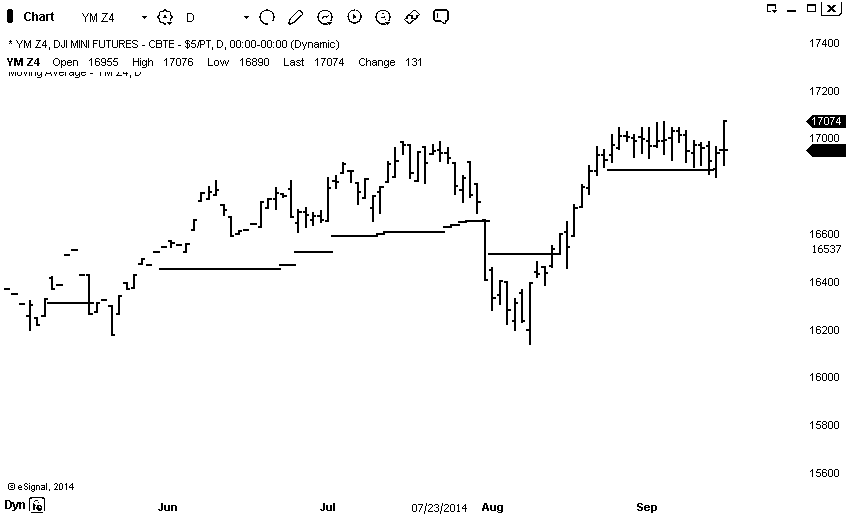 Chart YM Z4 D
* YM Z4, DJI MINI FUTURES - CBTE - $5/PT, D, 00:00-00:00 (Dynamic)
YM Z4 Open 16955 High 17076 Low 16890 Last 17074 Change 131
Moving Average - YM Z4, D
17400
17200
17074
17000
16600
16537
16400
16200
16000
15800
15600
© eSignal, 2014
Dyn Jun Jul 07/23/2014 Aug Sep